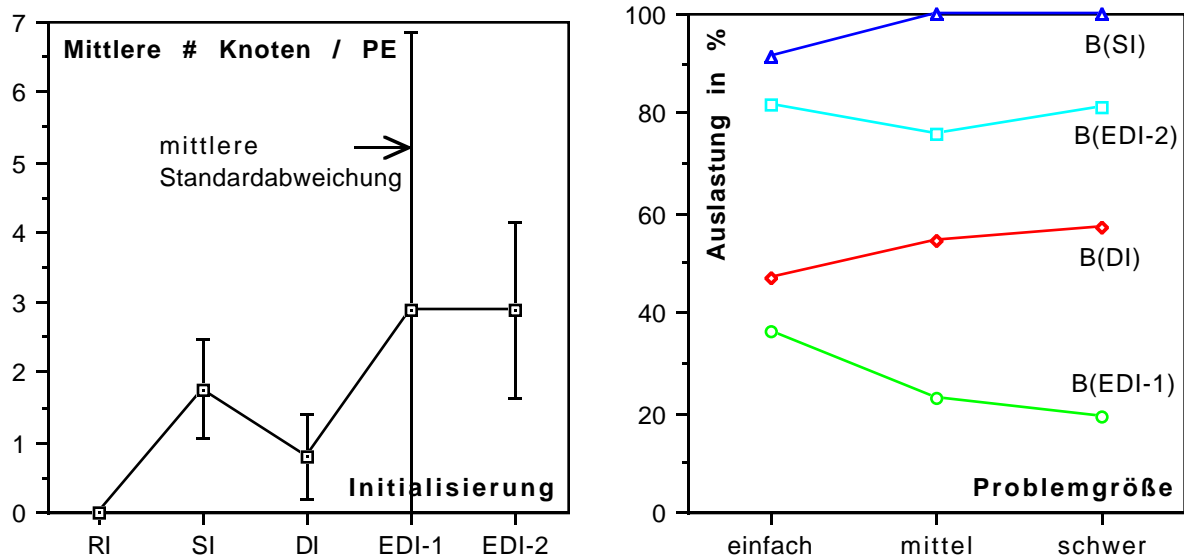 7
6
5
4
3
2
1
0
Mittlere # Knoten / PE
mittlere
Standardabweichung
Initialisierung
RI SI DI EDI-1 EDI-2
100
80
60
40
20
0
Auslastung in %
B(SI)
B(EDI-2)
B(DI)
B(EDI-1)
Problemgröße
einfach mittel schwer